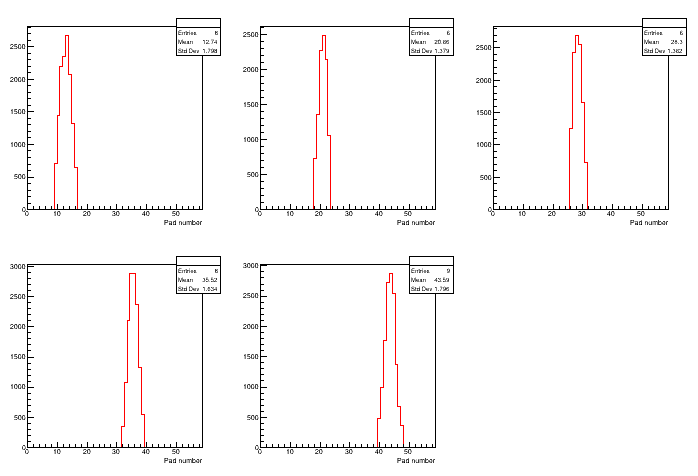 Entries 8
Mean 12.74
Std Dev 1.798
2500
2000
1500
1000
500
0
0 10 20 30 40 50
Pad number
Entries 6
Mean 20.66
Std Dev 1.379
2500
2000
1500
1000
500
0
0 10 20 30 40 50
Pad number
Entries 6
Mean 28.3
Std Dev 1.362
2500
2000
1500
1000
500
0
0 10 20 30 40 50
Pad number
Entries 8
Mean 35.52
Std Dev 1.634
3000
2500
2000
1500
1000
500
0
0 10 20 30 40 50
Pad number
Entries 9
Mean 43.59
Std Dev 1.796
3000
2500
2000
1500
1000
500
0
0 10 20 30 40 50
Pad number